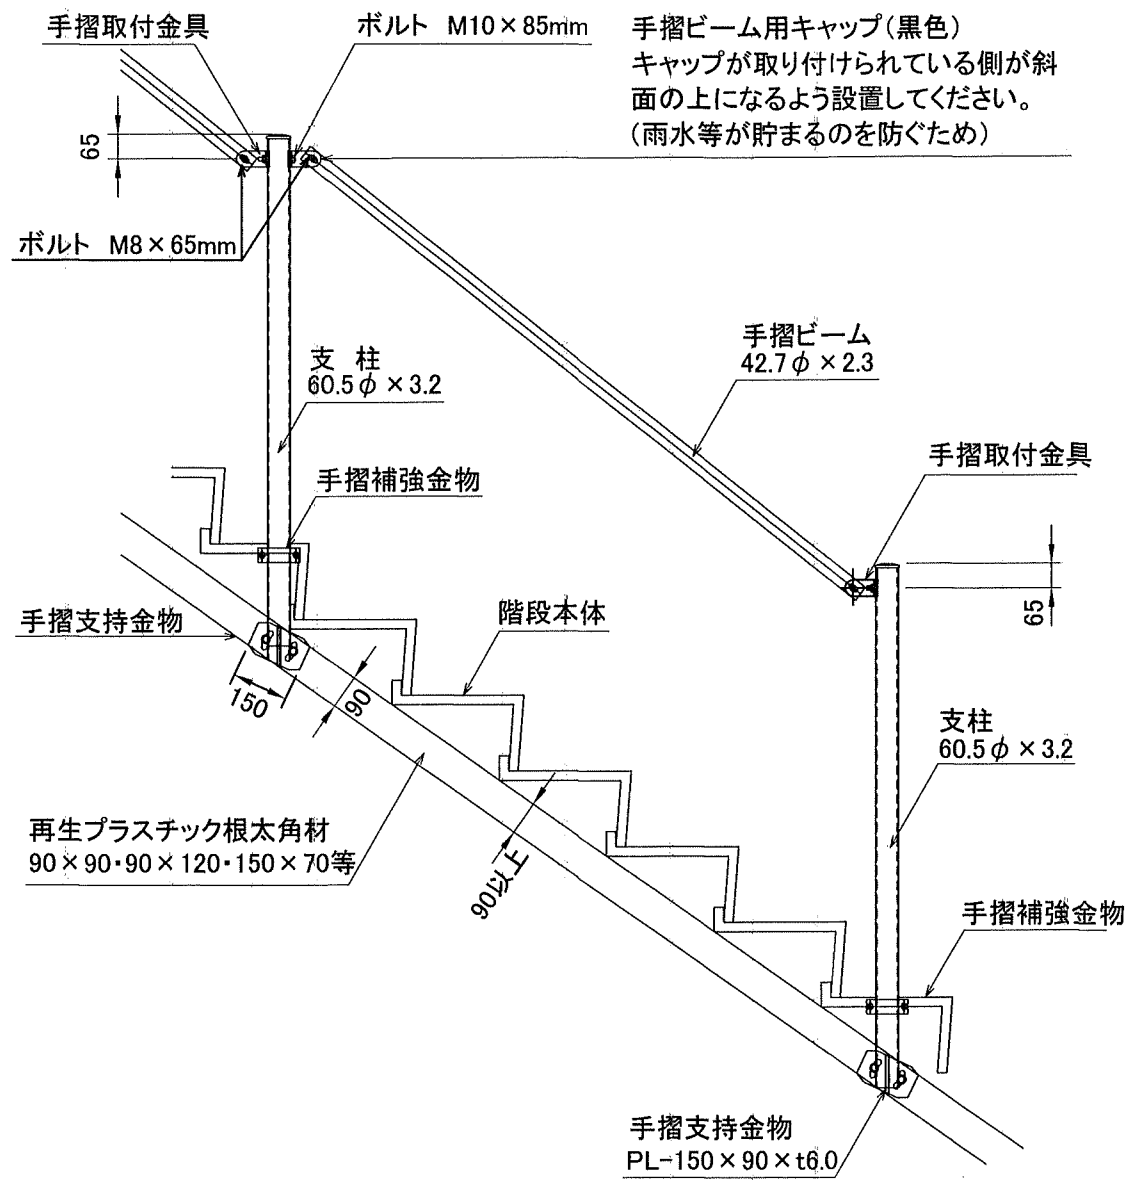 手摺取付金具
ボルト M10×85mm
手摺ビーム用キャップ(黒色)
キャップが取り付けられている側が斜
面の上になるよう設置してください。
(雨水等が貯まるのを防ぐため)
65
ボルト M8×65mm
手摺ビーム
42.7φ×2.3
支 柱
60.5φ×3.2
手摺取付金具
手摺補強金物
65
手摺支持金物
階段本体
150
90
支柱
60.5φ×3.2
再生プラスチック根太角材
90×90・90×120・150×70等
90以上
手摺補強金物
手摺支持金物
PL-150×90×t6.0